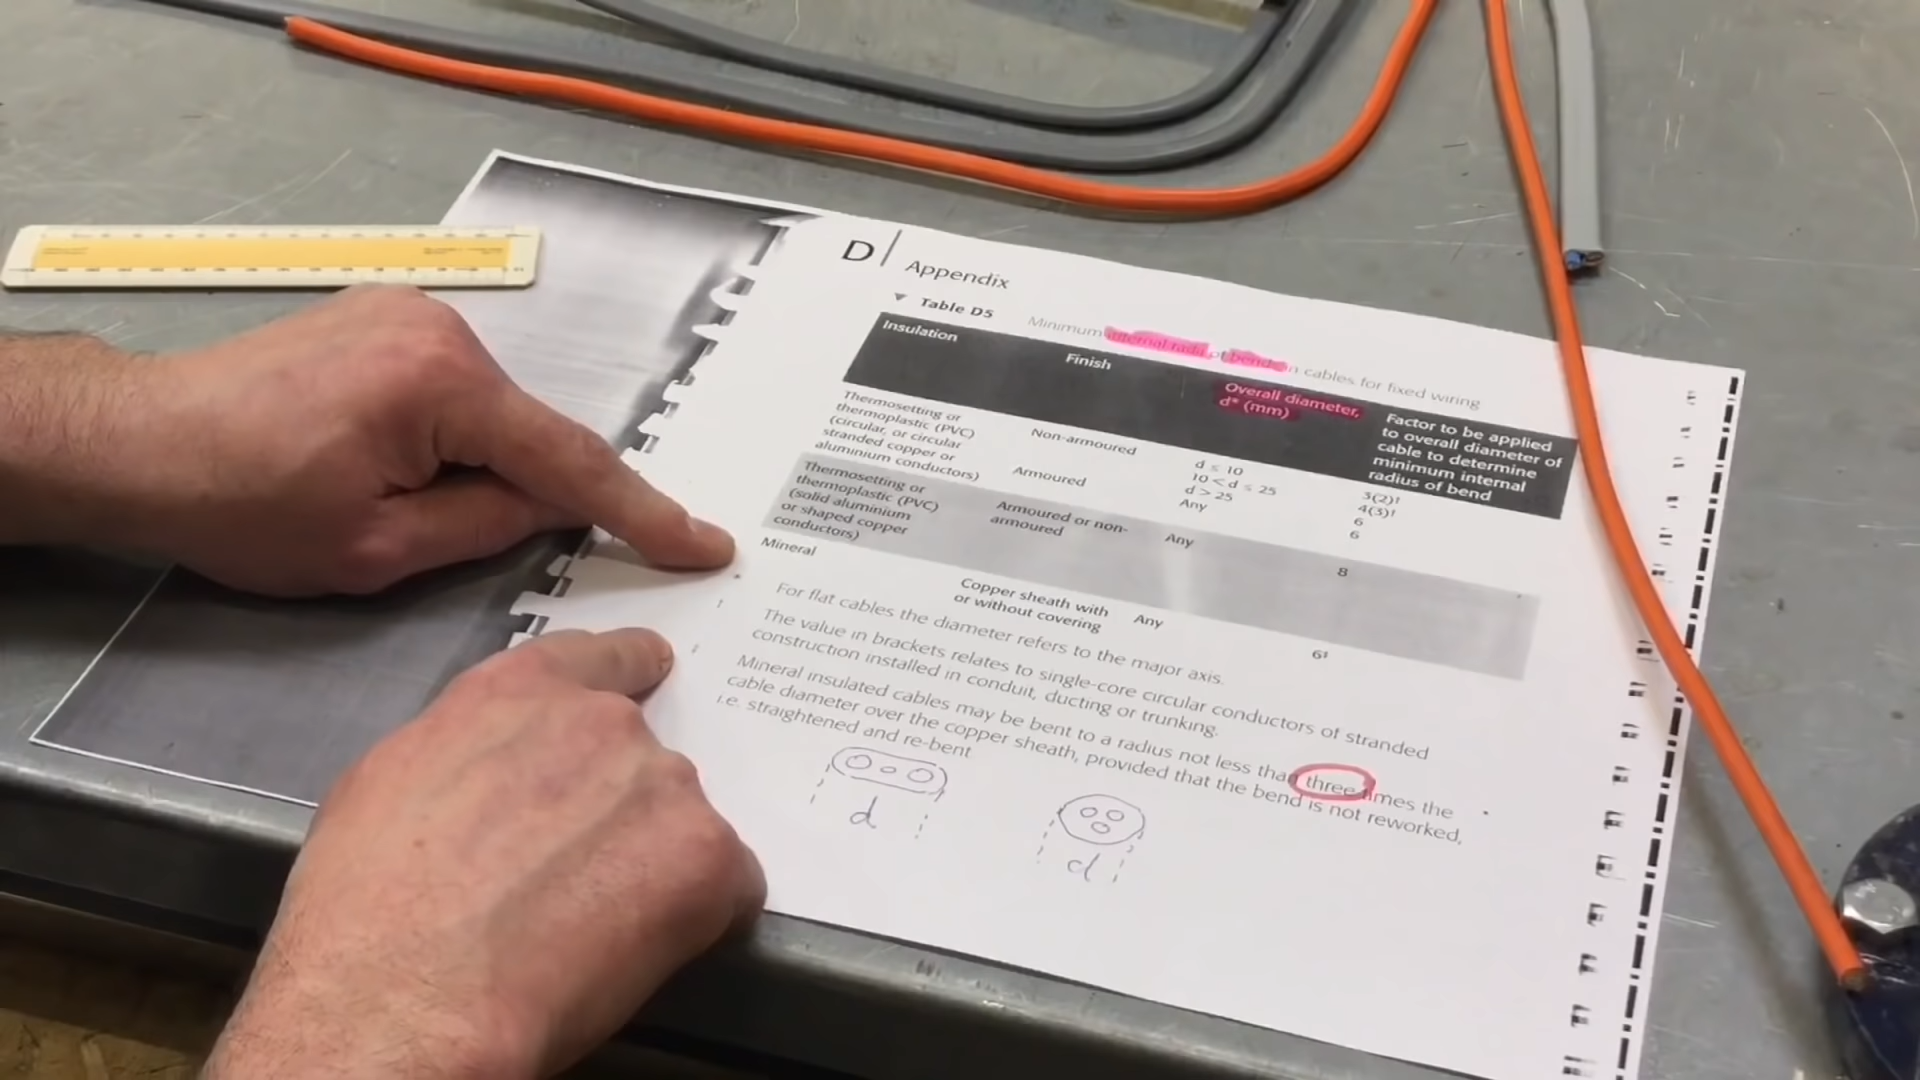 D
Appendix
Table D5 Minimum internal radii of bends in cables for fixed wiring
Insulation
Finish
Overall diameter,
d* (mm)
Factor to be applied
to overall diameter of
cable to determine
minimum internal
radius of bend
Thermosetting or
thermoplastic (PVC)
(circular, or circular
stranded copper or
aluminium conductors)
Non-armoured
Armoured
d ≤ 10
10 < d ≤ 25
d > 25
Any
3(2)†
4(3)†
6
6
Thermosetting or
thermoplastic (PVC)
(solid aluminium
or shaped copper
conductors)
Armoured or non-
armoured
Any
8
Mineral
Copper sheath with
or without covering
Any
6‡
* For flat cables the diameter refers to the major axis.
† The value in brackets relates to single-core circular conductors of stranded
construction installed in conduit, ducting or trunking.
‡ Mineral insulated cables may be bent to a radius not less than three times the
cable diameter over the copper sheath, provided that the bend is not reworked,
i.e. straightened and re-bent
d
d